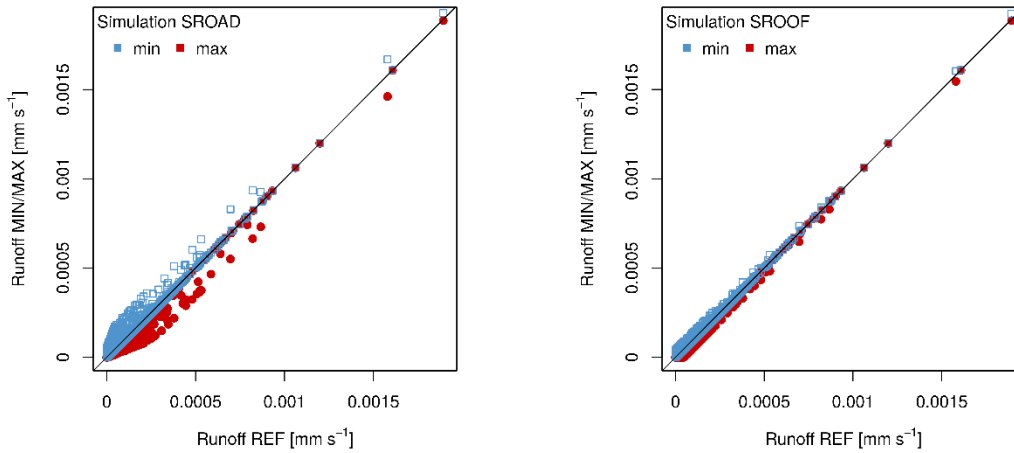 Simulation SROAD
min max
0.0015
0.001
0.0005
0
Runoff MIN/MAX [mm s⁻¹]
0 0.0005 0.001 0.0015
Runoff REF [mm s⁻¹]
Simulation SROOF
min max
0.0015
0.001
0.0005
0
Runoff MIN/MAX [mm s⁻¹]
0 0.0005 0.001 0.0015
Runoff REF [mm s⁻¹]